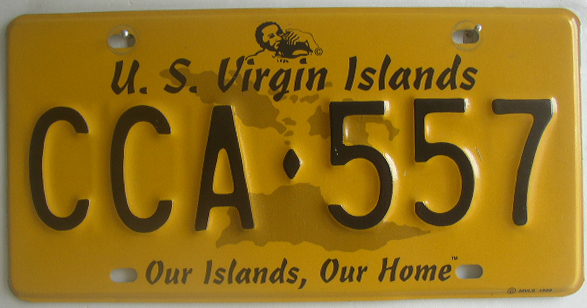 ©
U. S. Virgin Islands
CCA♦557
Our Islands, Our Home™